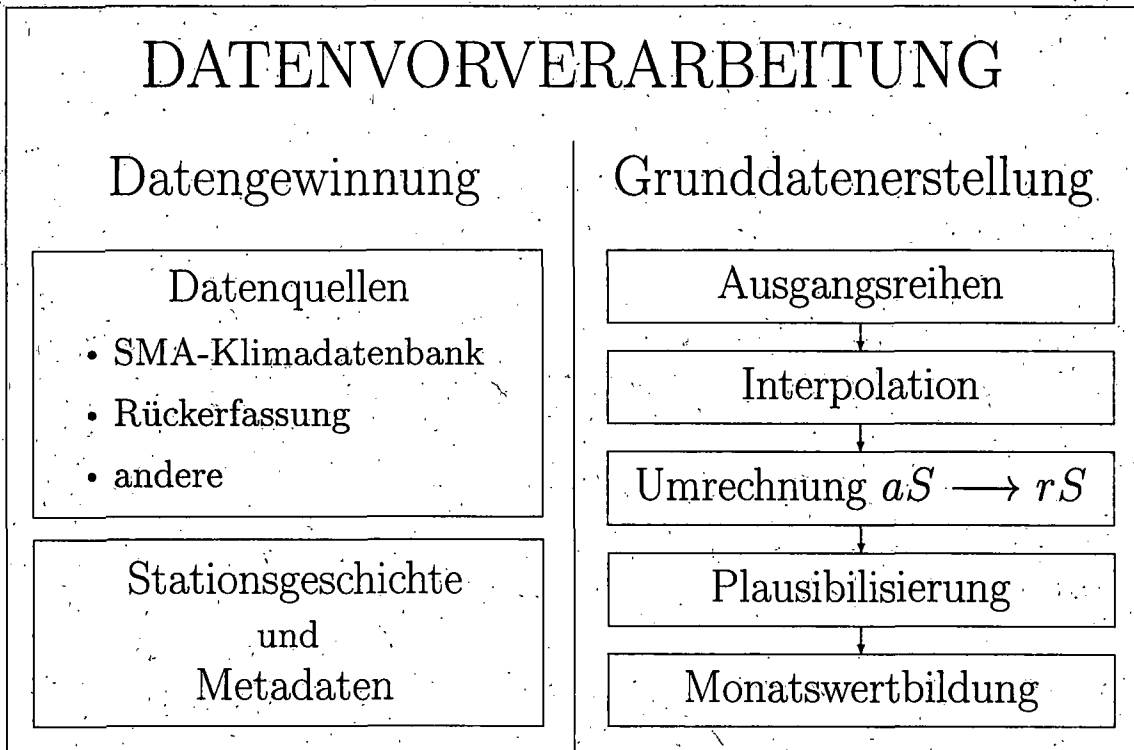 DATENVORVERARBEITUNG
Datengewinnung
Datenquellen
• SMA-Klimadatenbank
• Rückerfassung
• andere
Stationsgeschichte
und
Metadaten
Grunddatenerstellung
Ausgangsreihen
Interpolation
Umrechnung aS ⟶ rS
Plausibilisierung
Monatswertbildung